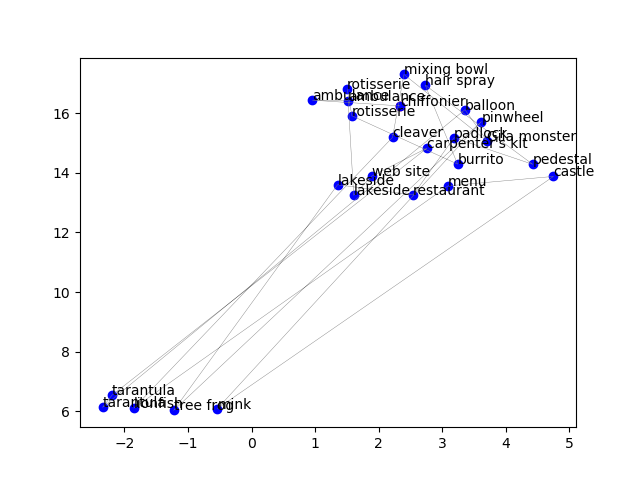 mixing bowl
hair spray
rotisserie
ambulance
ambulance
chiffonier
balloon
rotisserie
pinwheel
cleaver
padlock
Gila monster
carpenter's kit
burrito
pedestal
web site
castle
lakeside
menu
lakeside
restaurant
tarantula
tarantula
lionfish
tree frog
mink
16
14
12
10
8
6
−2
−1
0
1
2
3
4
5